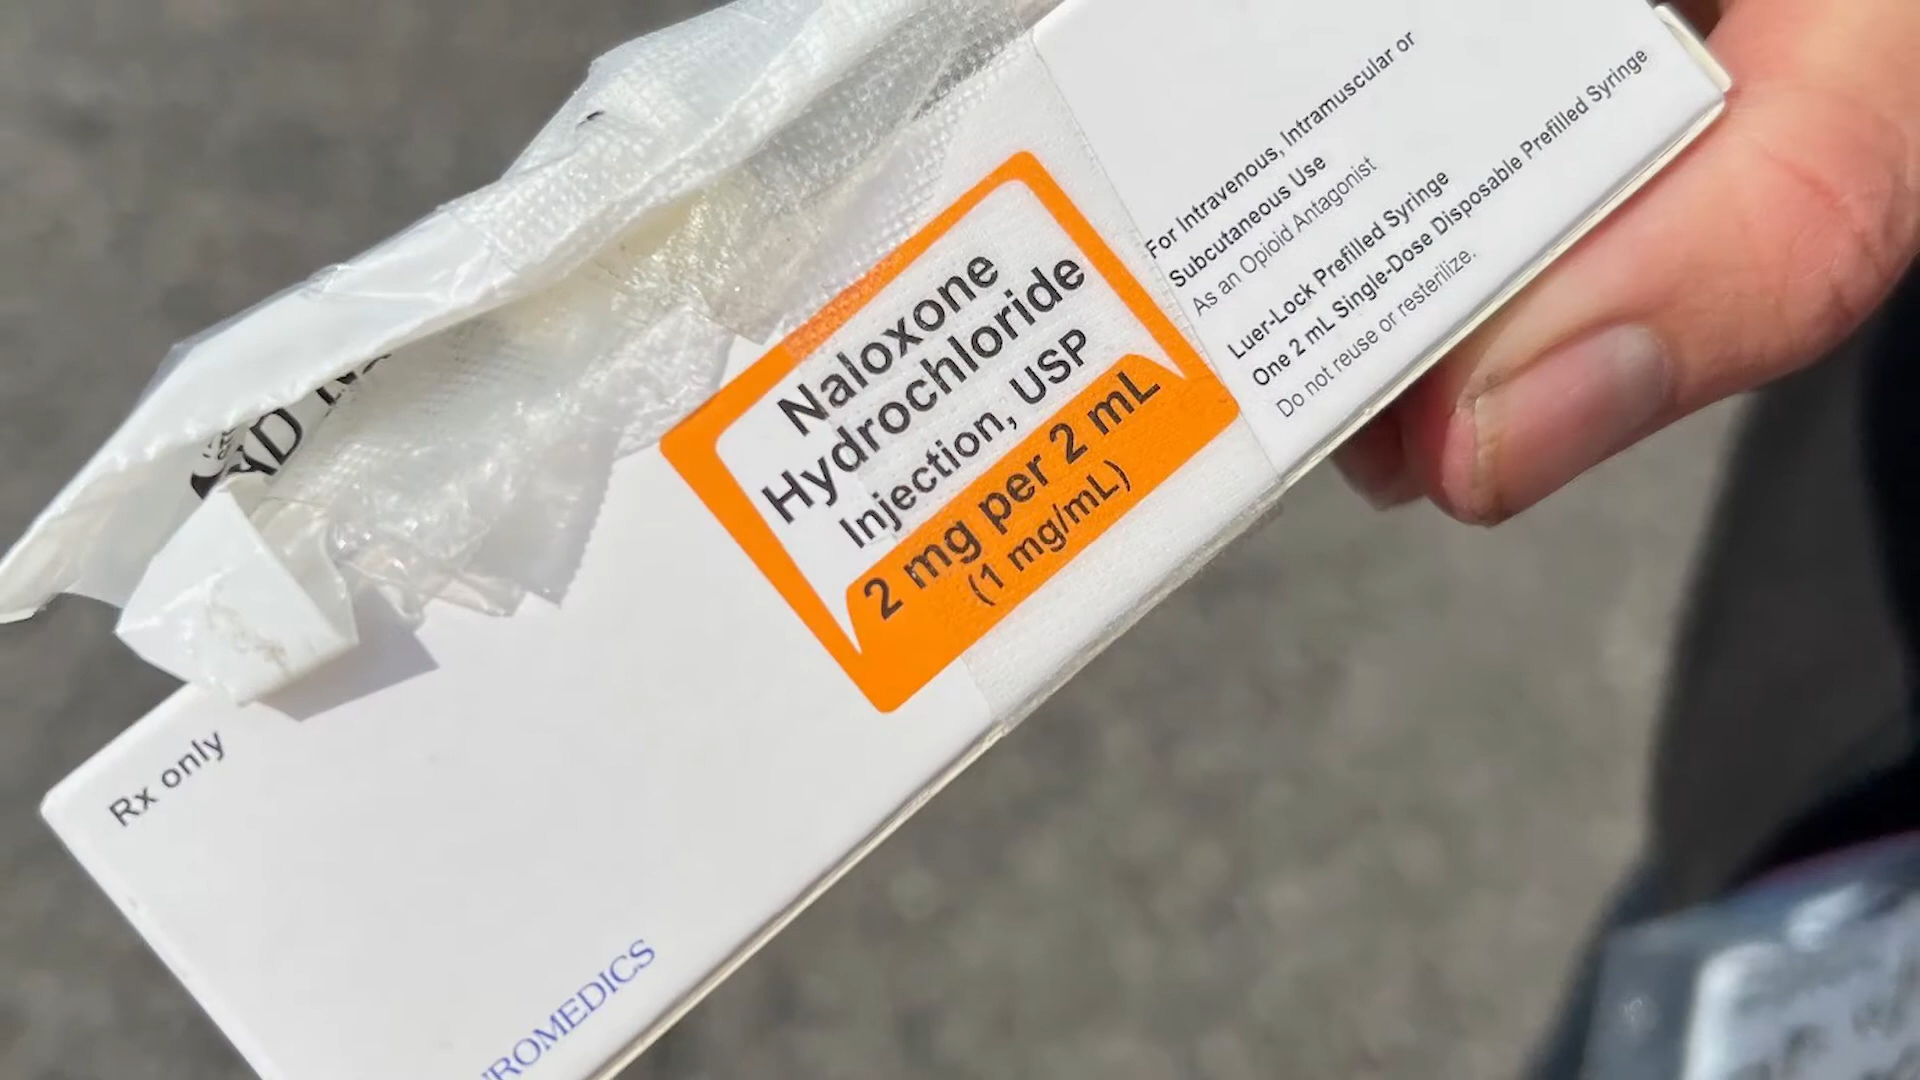 Naloxone
Hydrochloride
Injection, USP
2 mg per 2 mL
(1 mg/mL)
For Intravenous, Intramuscular or
Subcutaneous Use
As an Opioid Antagonist
Luer-Lock Prefilled Syringe
One 2 mL Single-Dose Disposable Prefilled Syringe
Do not reuse or resterilize.
Rx only
ROMEDICS